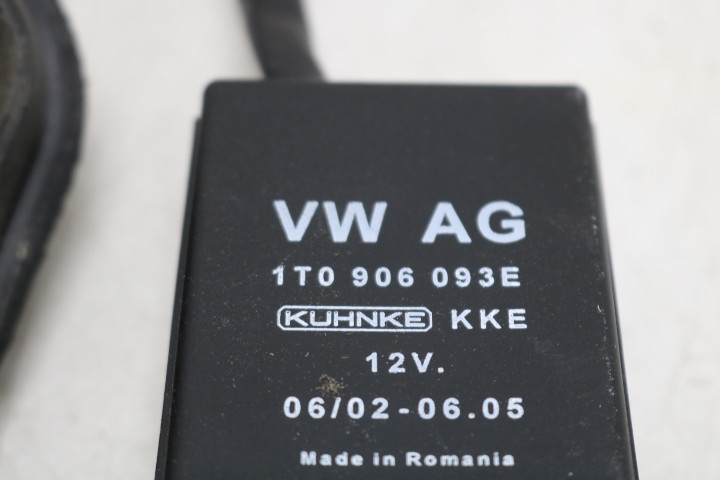 VW AG
1T0 906 093E
KUHNKE KKE
12V.
06/02-06.05
Made in Romania